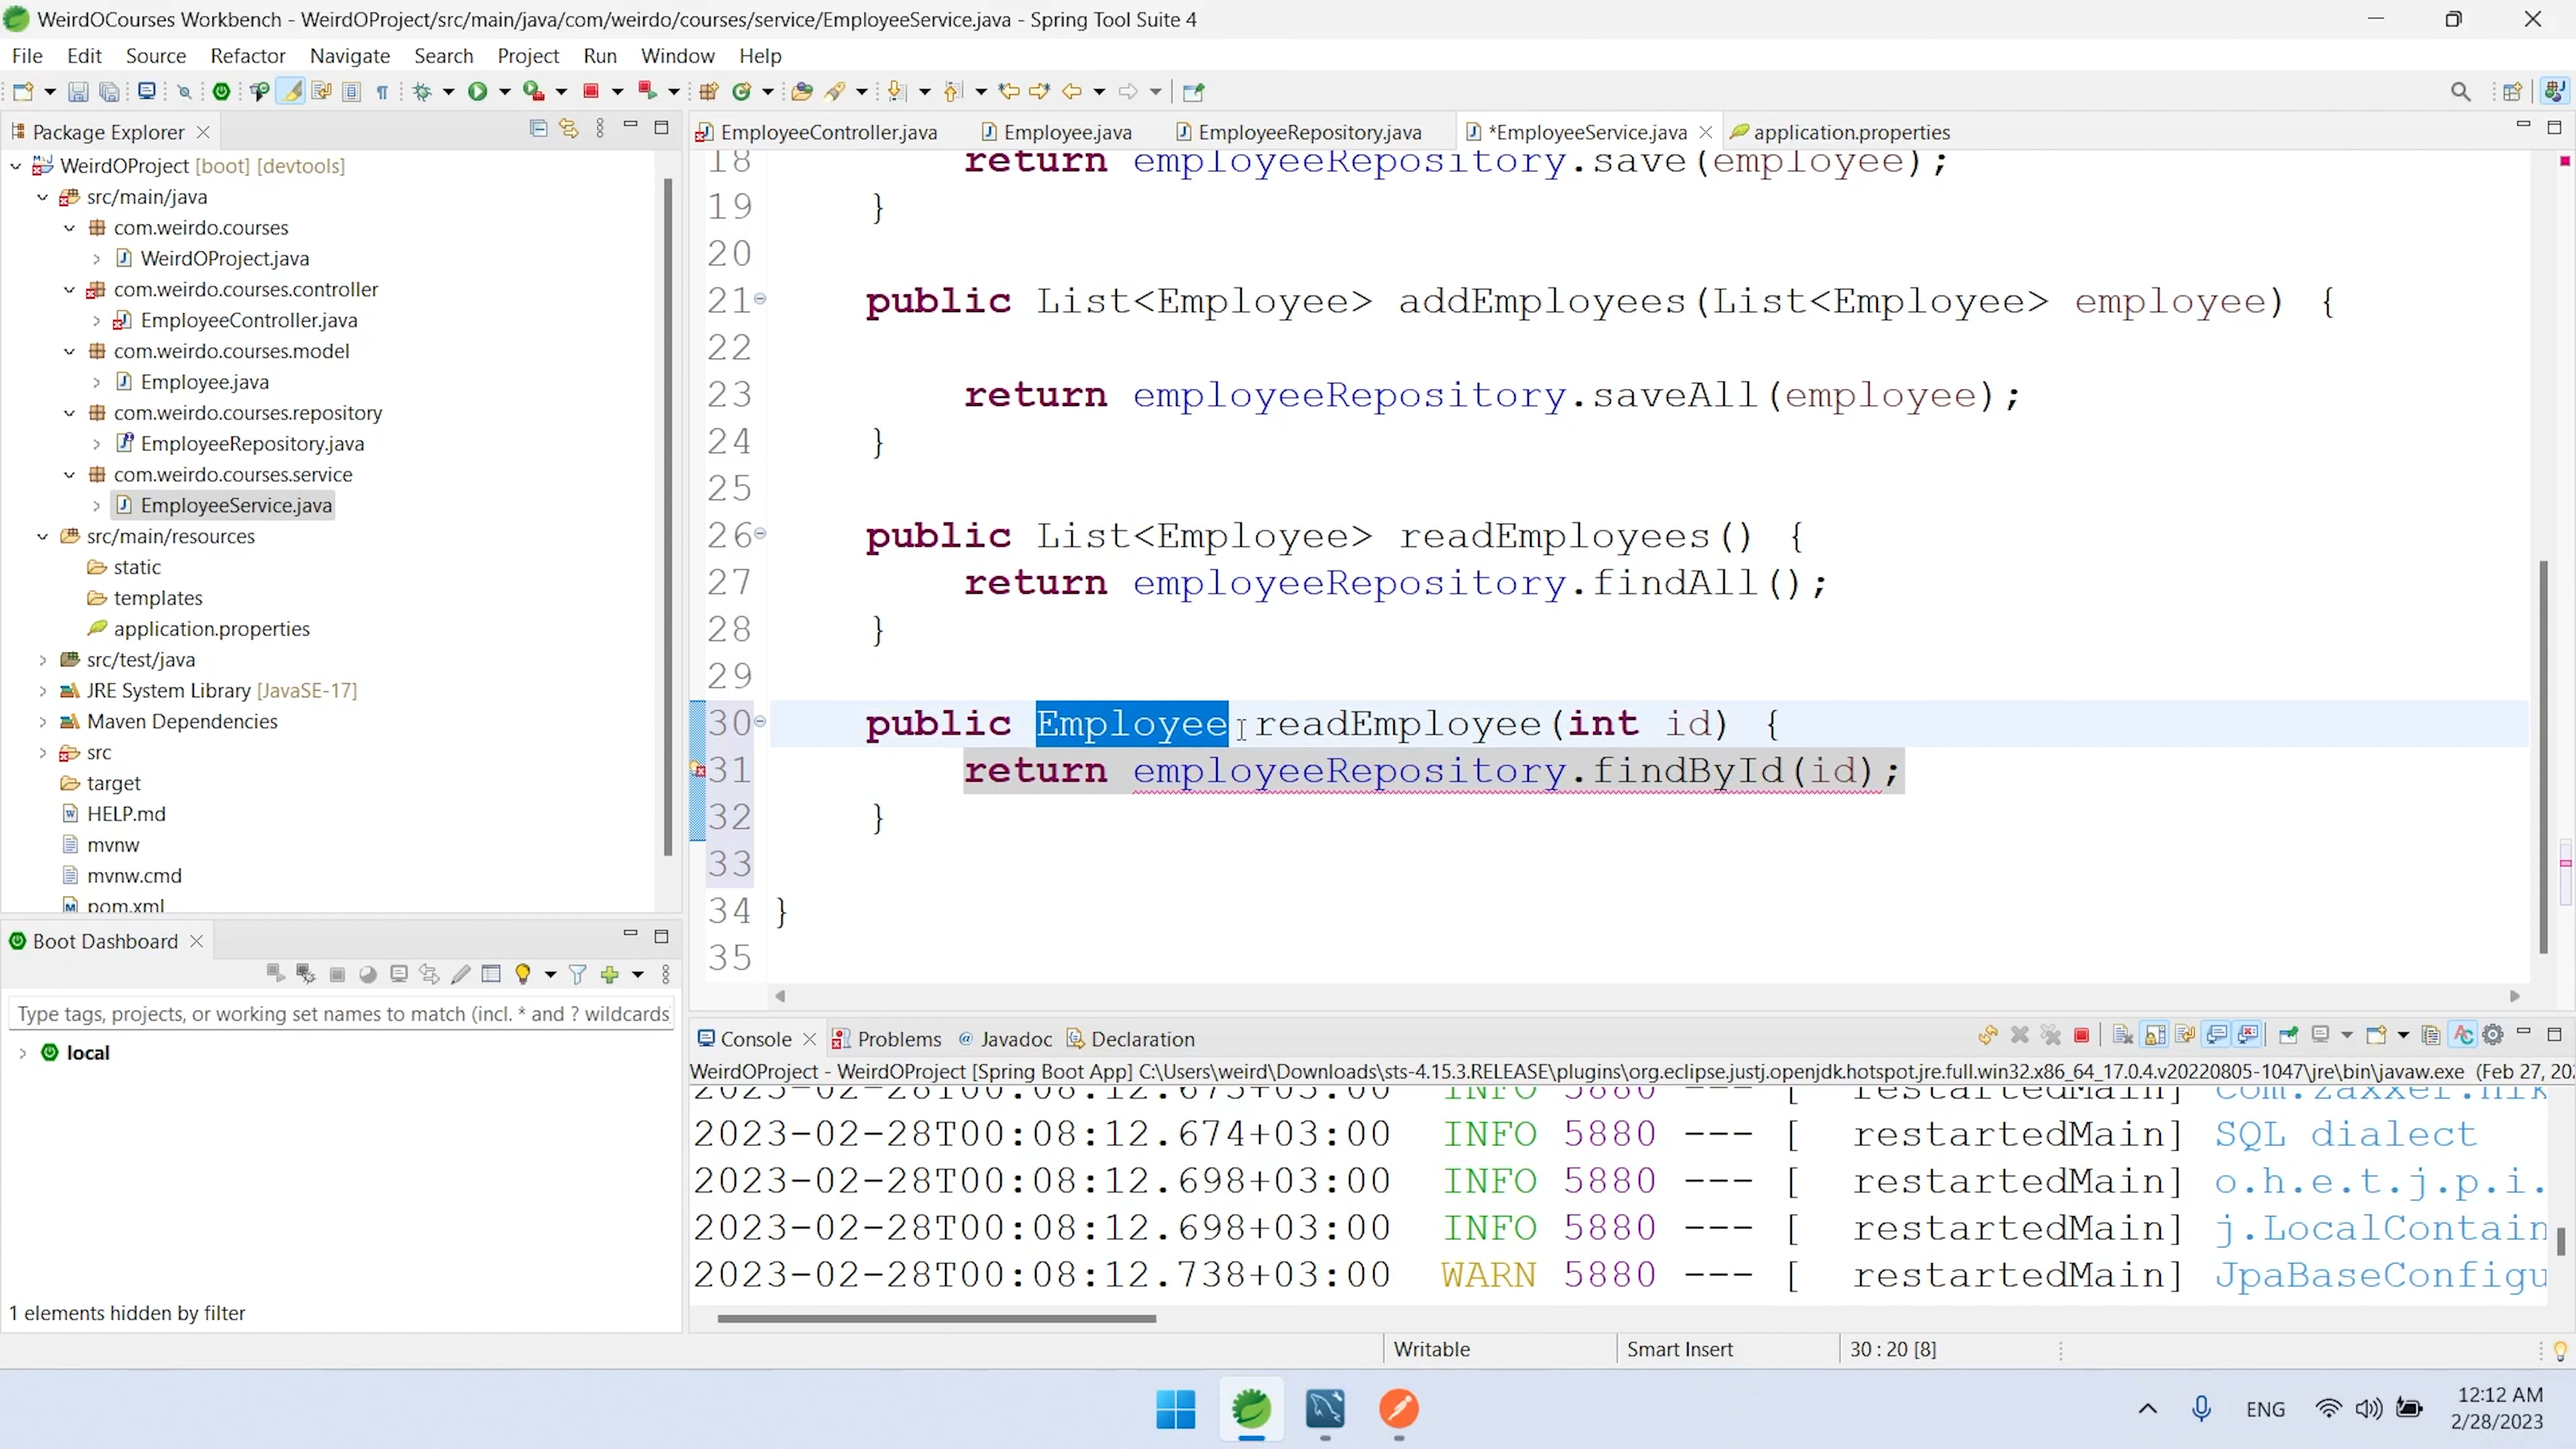 WeirdOCourses Workbench - WeirdOProject/src/main/java/com/weirdo/courses/service/EmployeeService.java - Spring Tool Suite 4
File Edit Source Refactor Navigate Search Project Run Window Help
Package Explorer
WeirdOProject [boot] [devtools]
src/main/java
com.weirdo.courses
WeirdOProject.java
com.weirdo.courses.controller
EmployeeController.java
com.weirdo.courses.model
Employee.java
com.weirdo.courses.repository
EmployeeRepository.java
com.weirdo.courses.service
EmployeeService.java
src/main/resources
static
templates
application.properties
src/test/java
JRE System Library [JavaSE-17]
Maven Dependencies
src
target
HELP.md
mvnw
mvnw.cmd
pom.xml
Boot Dashboard
Type tags, projects, or working set names to match (incl. * and ? wildcards
local
1 elements hidden by filter
EmployeeController.java Employee.java EmployeeRepository.java *EmployeeService.java application.properties
18 return employeeRepository.save(employee);
19 }
20
21 public List<Employee> addEmployees(List<Employee> employee) {
22
23 return employeeRepository.saveAll(employee);
24 }
25
26 public List<Employee> readEmployees() {
27 return employeeRepository.findAll();
28 }
29
30 public Employee readEmployee(int id) {
31 return employeeRepository.findById(id);
32 }
33
34 }
35
Console Problems Javadoc Declaration
WeirdOProject - WeirdOProject [Spring Boot App] C:\Users\weird\Downloads\sts-4.15.3.RELEASE\plugins\org.eclipse.justj.openjdk.hotspot.jre.full.win32.x86_64_17.0.4.v20220805-1047\jre\bin\javaw.exe (Feb 27, 20
INFO 5880 --- [ restartedMain]
2023-02-28T00:08:12.674+03:00 INFO 5880 --- [ restartedMain] SQL dialect
2023-02-28T00:08:12.698+03:00 INFO 5880 --- [ restartedMain] o.h.e.t.j.p.i.
2023-02-28T00:08:12.698+03:00 INFO 5880 --- [ restartedMain] j.LocalContain
2023-02-28T00:08:12.738+03:00 WARN 5880 --- [ restartedMain] JpaBaseConfigu
Writable Smart Insert 30 : 20 [8]
ENG
12:12 AM
2/28/2023